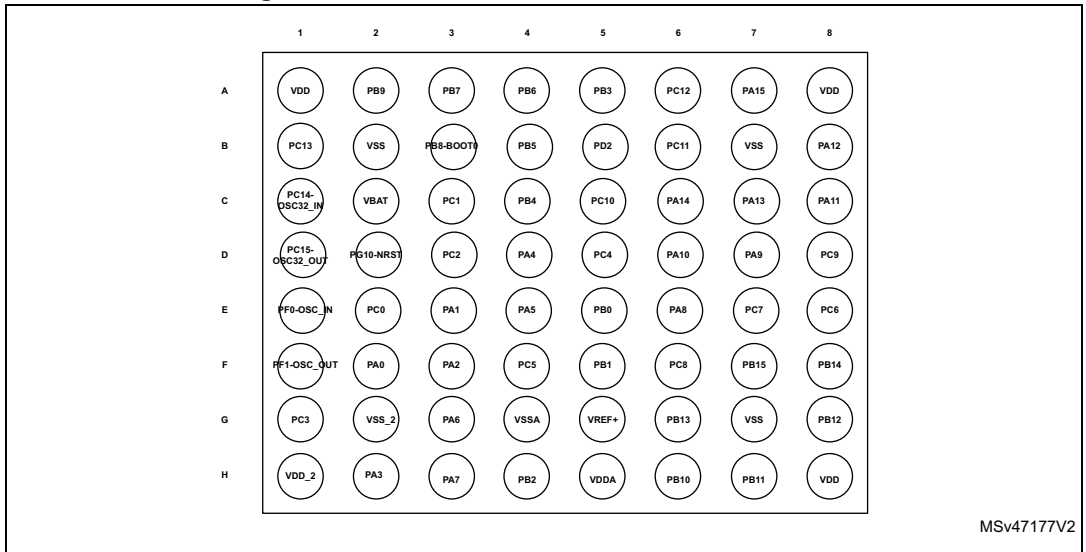 1 2 3 4 5 6 7 8
A VDD PB9 PB7 PB6 PB3 PC12 PA15 VDD
B PC13 VSS PB8-BOOT0 PB5 PD2 PC11 VSS PA12
C PC14-OSC32_IN VBAT PC1 PB4 PC10 PA14 PA13 PA11
D PC15-OSC32_OUT PG10-NRST PC2 PA4 PC4 PA10 PA9 PC9
E PF0-OSC_IN PC0 PA1 PA5 PB0 PA8 PC7 PC6
F PF1-OSC_OUT PA0 PA2 PC5 PB1 PC8 PB15 PB14
G PC3 VSS_2 PA6 VSSA VREF+ PB13 VSS PB12
H VDD_2 PA3 PA7 PB2 VDDA PB10 PB11 VDD
MSv47177V2